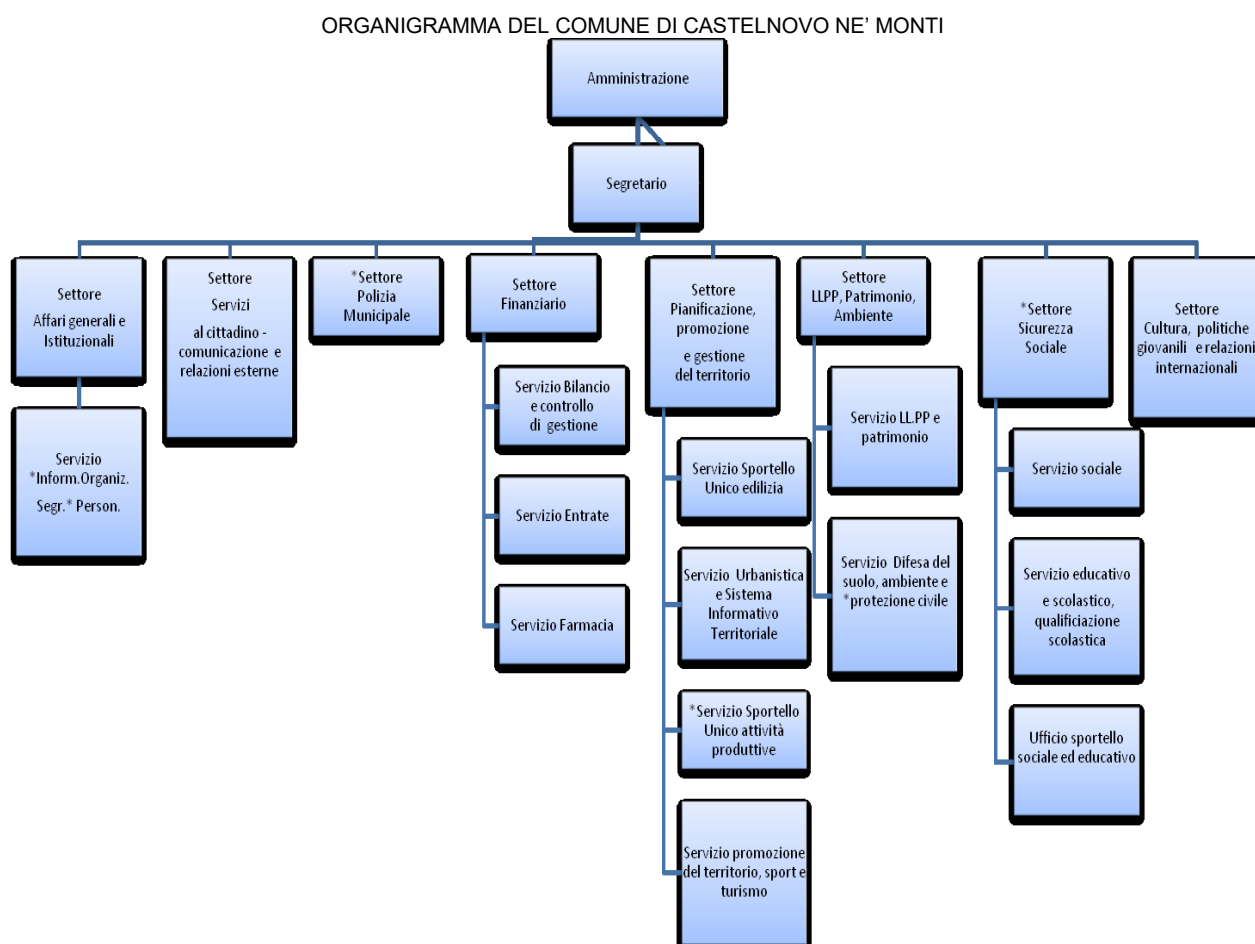 ORGANIGRAMMA DEL COMUNE DI CASTELNOVO NE’ MONTI
Amministrazione
Segretario
Settore
Affari generali e
Istituzionali
Servizio
*Inform.Organiz.
Segr.* Person.
Settore
Servizi
al cittadino -
comunicazione e
relazioni esterne
*Settore
Polizia
Municipale
Settore
Finanziario
Servizio Bilancio
e controllo
di gestione
Servizio Entrate
Servizio Farmacia
Settore
Pianificazione,
promozione
e gestione
del territorio
Servizio Sportello
Unico edilizia
Servizio Urbanistica
e Sistema
Informativo
Territoriale
*Servizio Sportello
Unico attività
produttive
Servizio promozione
del territorio, sport e
turismo
Settore
LLPP, Patrimonio,
Ambiente
Servizio LL.PP e
patrimonio
Servizio Difesa del
suolo, ambiente e
*protezione civile
*Settore
Sicurezza
Sociale
Servizio sociale
Servizio educativo
e scolastico,
qualificiazione
scolastica
Ufficio sportello
sociale ed educativo
Settore
Cultura, politiche
giovanili e relazioni
internazionali